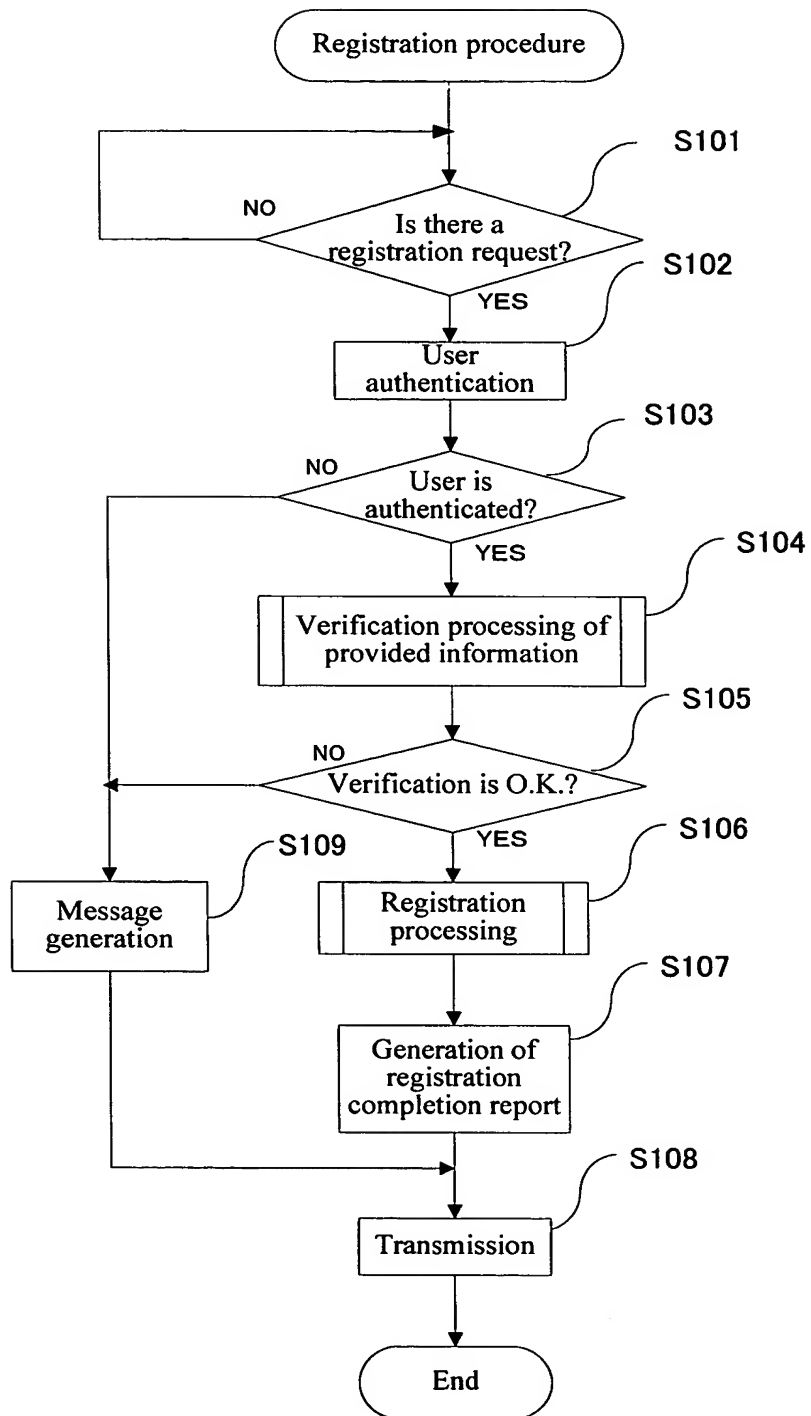 Registration procedure
S101
NO
Is there a
registration request?
S102
YES
User
authentication
S103
NO
User is
authenticated?
YES
S104
Verification processing of
provided information
S105
NO
Verification is O.K.?
YES
S106
S109
Registration
processing
Message
generation
S107
Generation of
registration
completion report
S108
Transmission
End